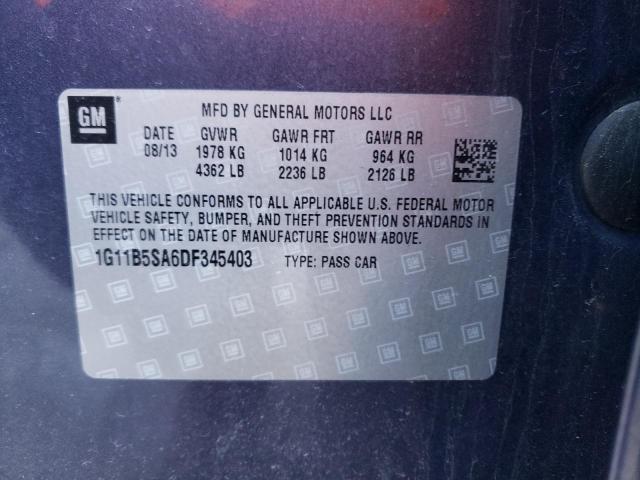 GM
MFD BY GENERAL MOTORS LLC
DATE GVWR GAWR FRT GAWR RR
08/13 1978 KG 1014 KG 964 KG
4362 LB 2236 LB 2126 LB
THIS VEHICLE CONFORMS TO ALL APPLICABLE U.S. FEDERAL MOTOR
VEHICLE SAFETY, BUMPER, AND THEFT PREVENTION STANDARDS IN
EFFECT ON THE DATE OF MANUFACTURE SHOWN ABOVE.
1G11B5SA6DF345403 TYPE: PASS CAR